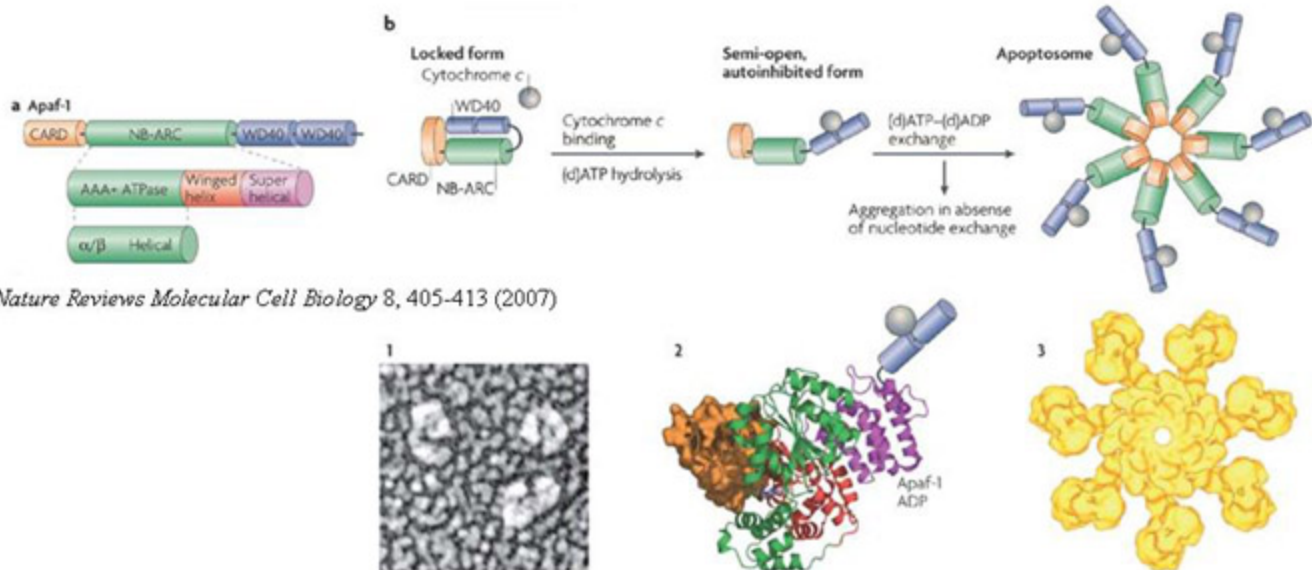 a Apaf-1
CARD
NB-ARC
WD40
WD40
AAA+ ATPase
Winged
helix
Super
helical
α/β
Helical
b
Locked form
Cytochrome c
WD40
CARD
NB-ARC
Cytochrome c
binding
(d)ATP hydrolysis
Semi-open,
autoinhibited form
(d)ATP–(d)ADP
exchange
Aggregation in absense
of nucleotide exchange
Apoptosome
Nature Reviews Molecular Cell Biology 8, 405-413 (2007)
1
2
Apaf-1
ADP
3